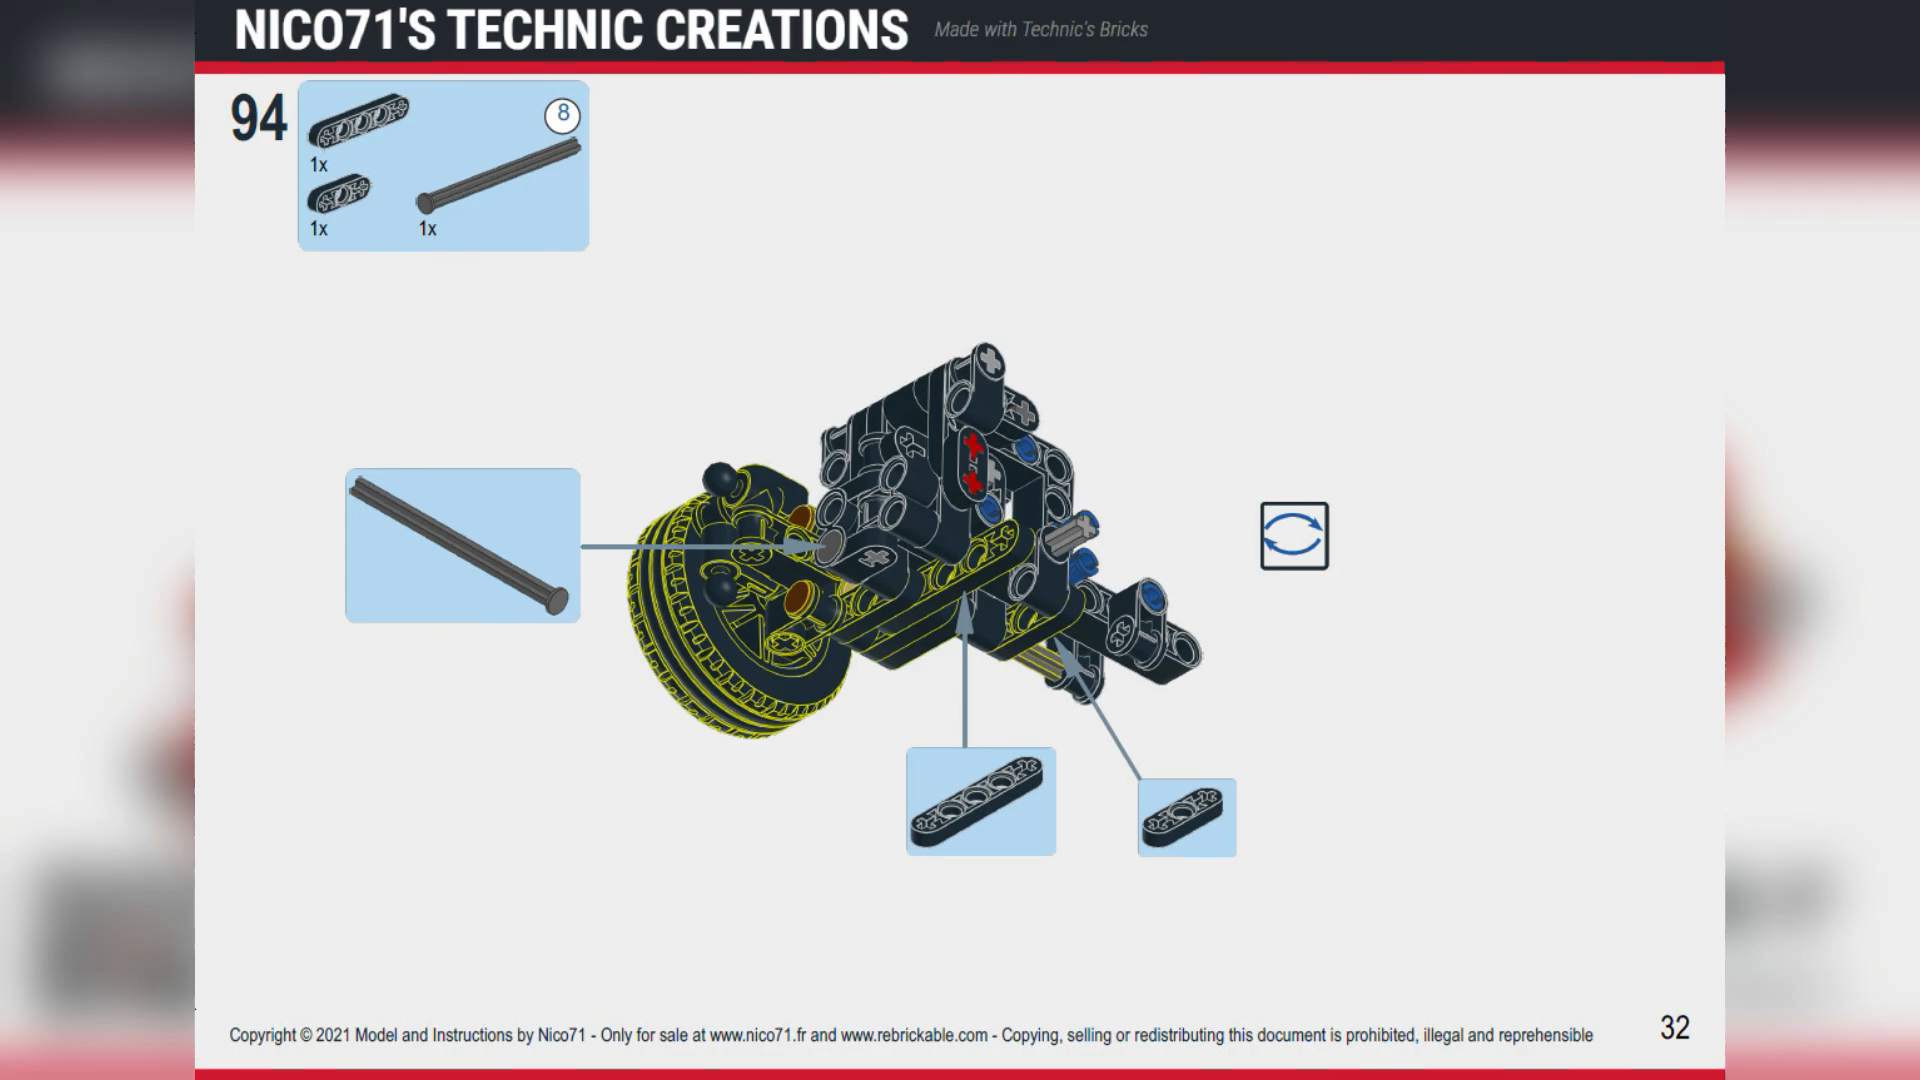 NICO71'S TECHNIC CREATIONS
Made with Technic's Bricks
94
8
1x
1x
1x
Copyright © 2021 Model and Instructions by Nico71 - Only for sale at www.nico71.fr and www.rebrickable.com - Copying, selling or redistributing this document is prohibited, illegal and reprehensible
32